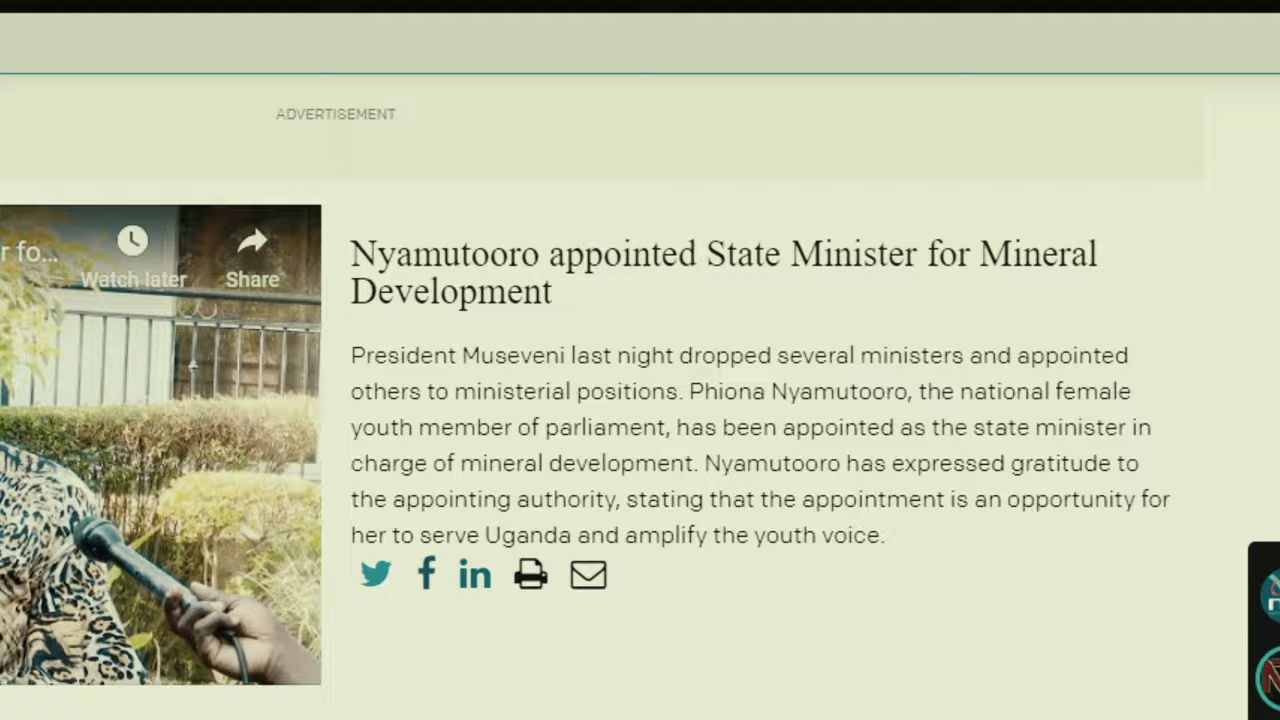 ADVERTISEMENT
r fo...
Watch later
Share
Nyamutooro appointed State Minister for Mineral
Development
President Museveni last night dropped several ministers and appointed
others to ministerial positions. Phiona Nyamutooro, the national female
youth member of parliament, has been appointed as the state minister in
charge of mineral development. Nyamutooro has expressed gratitude to
the appointing authority, stating that the appointment is an opportunity for
her to serve Uganda and amplify the youth voice.